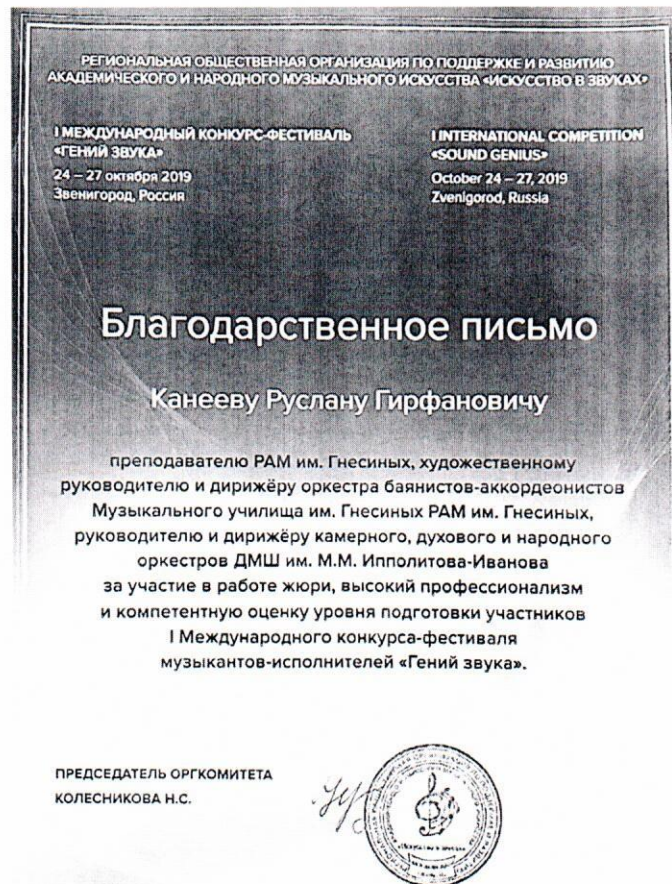 РЕГИОНАЛЬНАЯ ОБЩЕСТВЕННАЯ ОРГАНИЗАЦИЯ ПО ПОДДЕРЖКЕ И РАЗВИТИЮ
АКАДЕМИЧЕСКОГО И НАРОДНОГО МУЗЫКАЛЬНОГО ИСКУССТВА «ИСКУССТВО В ЗВУКАХ»
I МЕЖДУНАРОДНЫЙ КОНКУРС-ФЕСТИВАЛЬ
«ГЕНИЙ ЗВУКА»
24 – 27 октября 2019
Звенигород, Россия
I INTERNATIONAL COMPETITION
«SOUND GENIUS»
October 24 – 27, 2019
Zvenigorod, Russia
Благодарственное письмо
Канееву Руслану Гирфановичу
преподавателю РАМ им. Гнесиных, художественному
руководителю и дирижёру оркестра баянистов-аккордеонистов
Музыкального училища им. Гнесиных РАМ им. Гнесиных,
руководителю и дирижёру камерного, духового и народного
оркестров ДМШ им. М.М. Ипполитова-Иванова
за участие в работе жюри, высокий профессионализм
и компетентную оценку уровня подготовки участников
I Международного конкурса-фестиваля
музыкантов-исполнителей «Гений звука».
ПРЕДСЕДАТЕЛЬ ОРГКОМИТЕТА
КОЛЕСНИКОВА Н.С.